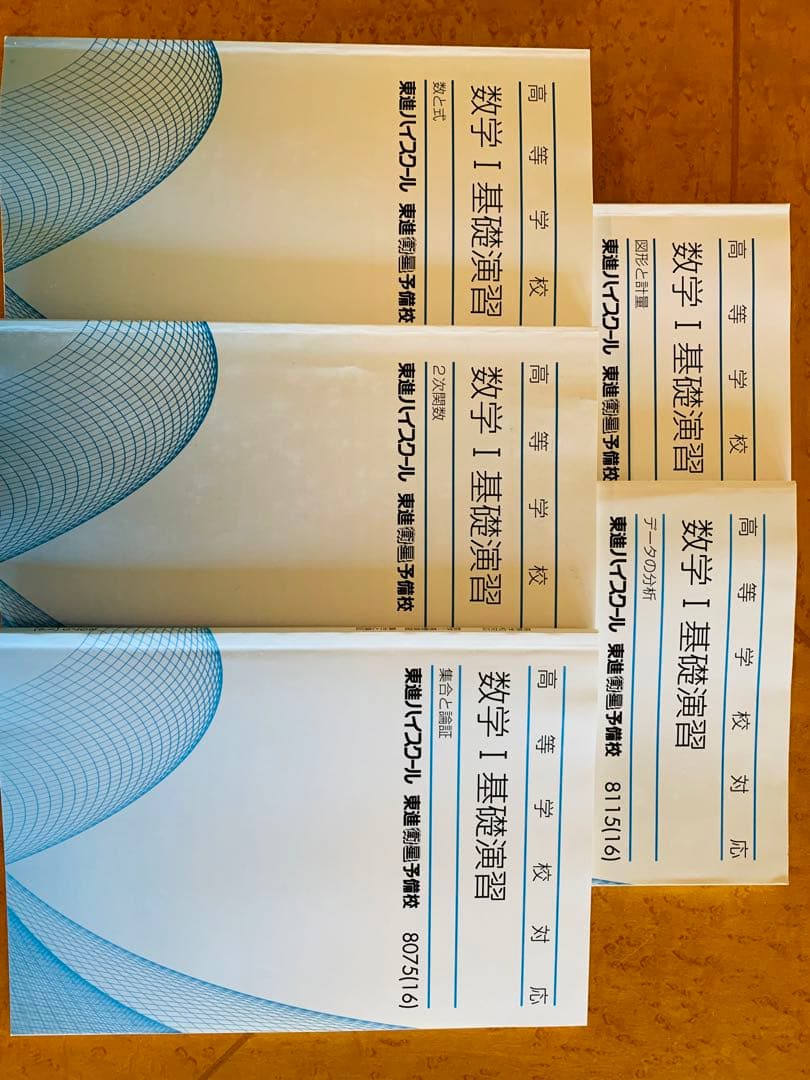 高等学校
数学Ⅰ基礎演習
数と式
東進ハイスクール 東進衛星予備校
高等学校
数学Ⅰ基礎演習
2次関数
東進ハイスクール 東進衛星予備校
高等学校対応
数学Ⅰ基礎演習
集合と論証
東進ハイスクール 東進衛星予備校 8075(16)
高等学校
数学Ⅰ基礎演習
図形と計量
東進ハイスクール 東進衛星予備校
高等学校対応
数学Ⅰ基礎演習
データの分析
東進ハイスクール 東進衛星予備校 8115(16)